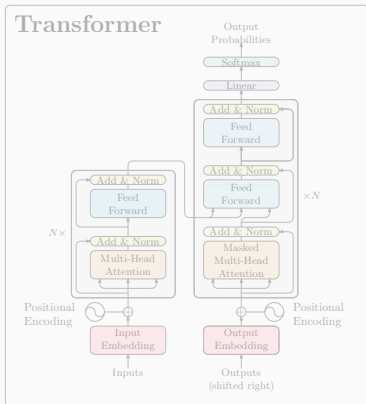 Transformer
Output
Probabilities
Softmax
Linear
Add & Norm
Feed
Forward
Add & Norm
Feed
Forward
×N
Add & Norm
Masked
Multi-Head
Attention
Add & Norm
Feed
Forward
N×
Add & Norm
Multi-Head
Attention
Positional
Encoding
Positional
Encoding
Input
Embedding
Output
Embedding
Inputs
Outputs
(shifted right)